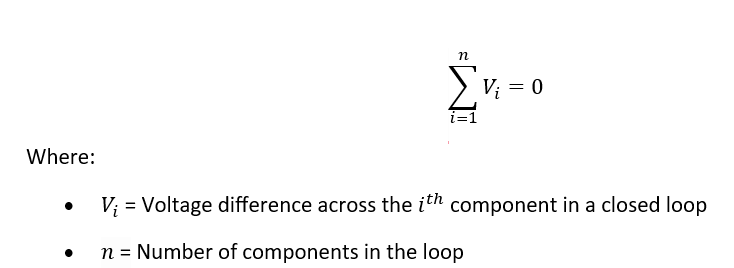 n
∑ Vᵢ = 0
i=1
Where:
• Vᵢ = Voltage difference across the iᵗʰ component in a closed loop
• n = Number of components in the loop